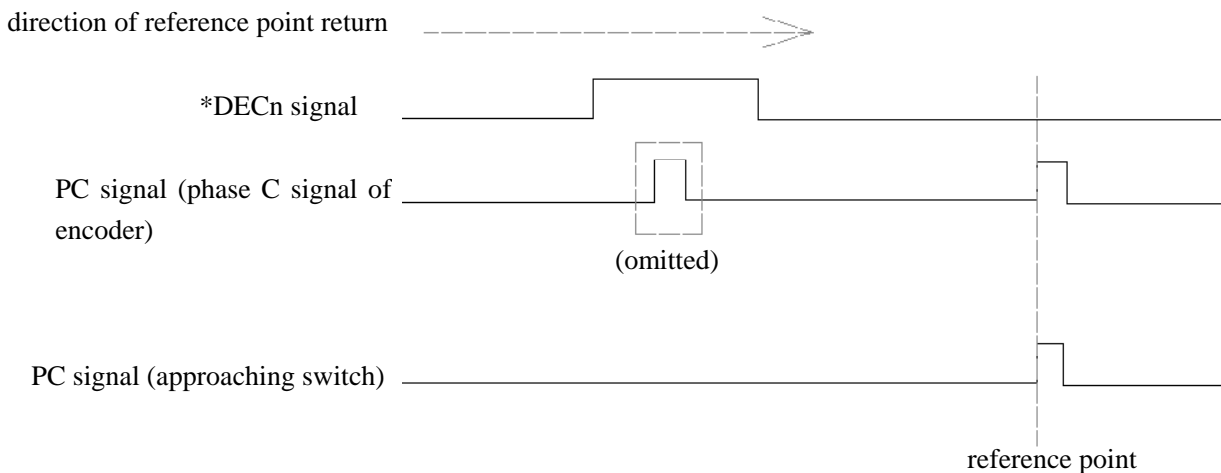 direction of reference point return
*DECn signal
PC signal (phase C signal of
encoder)
(omitted)
PC signal (approaching switch)
reference point